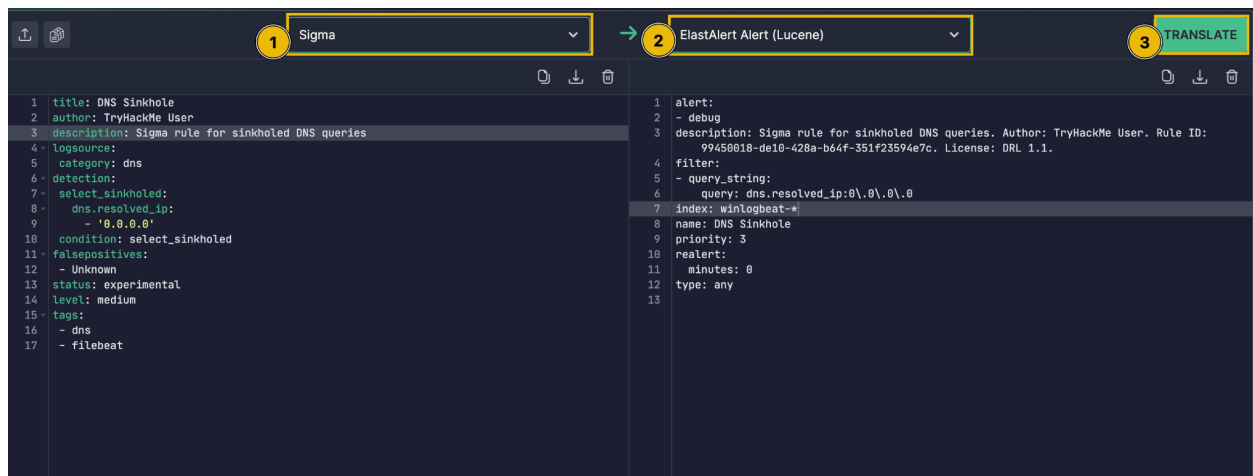 1 Sigma
2 ElastAlert Alert (Lucene)
3 TRANSLATE
1 title: DNS Sinkhole
2 author: TryHackMe User
3 description: Sigma rule for sinkholed DNS queries
4 logsource:
5 category: dns
6 detection:
7 select_sinkholed:
8 dns.resolved_ip:
9 - '0.0.0.0'
10 condition: select_sinkholed
11 falsepositives:
12 - Unknown
13 status: experimental
14 level: medium
15 tags:
16 - dns
17 - filebeat
1 alert:
2 - debug
3 description: Sigma rule for sinkholed DNS queries. Author: TryHackMe User. Rule ID:
99450018-de10-428a-b64f-351f23594e7c. License: DRL 1.1.
4 filter:
5 - query_string:
6 query: dns.resolved_ip:0\.0\.0\.0
7 index: winlogbeat-*
8 name: DNS Sinkhole
9 priority: 3
10 realert:
11 minutes: 0
12 type: any
13